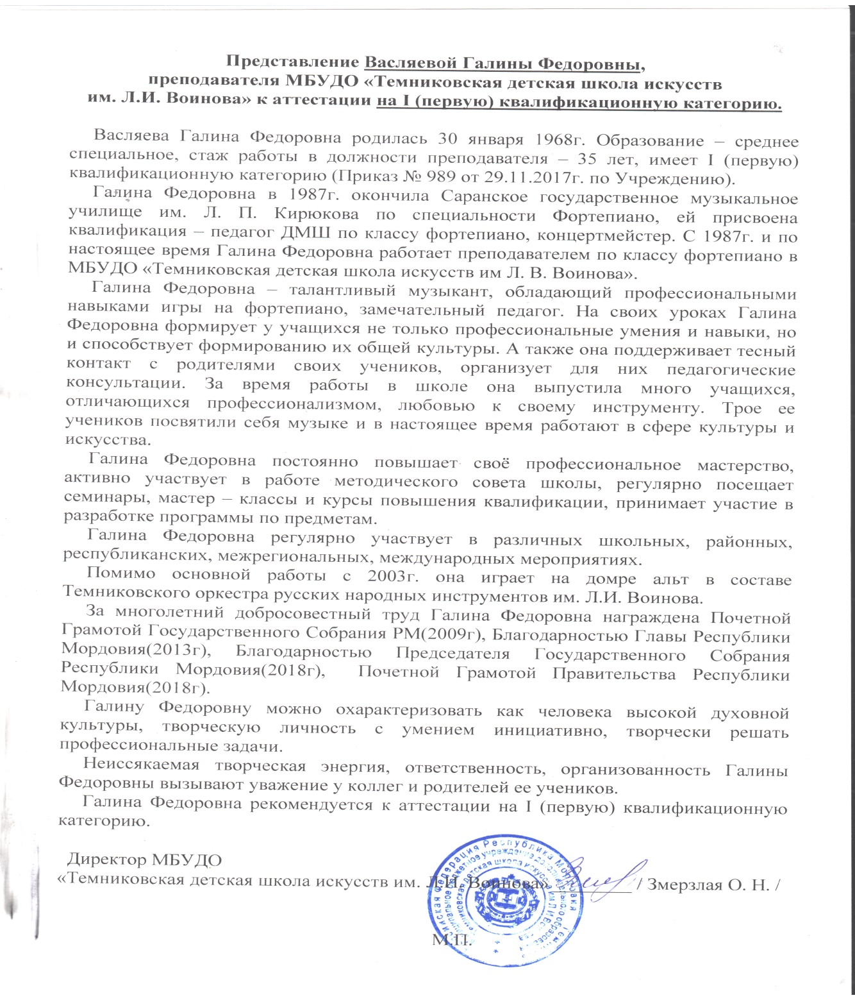 Представление Васляевой Галины Федоровны,
преподавателя МБУДО «Темниковская детская школа искусств
им. Л.И. Воинова» к аттестации на I (первую) квалификационную категорию.
Васляева Галина Федоровна родилась 30 января 1968г. Образование – среднее
специальное, стаж работы в должности преподавателя – 35 лет, имеет I (первую)
квалификационную категорию (Приказ № 989 от 29.11.2017г. по Учреждению).
Галина Федоровна в 1987г. окончила Саранское государственное музыкальное
училище им. Л. П. Кирюкова по специальности Фортепиано, ей присвоена
квалификация – педагог ДМШ по классу фортепиано, концертмейстер. С 1987г. и по
настоящее время Галина Федоровна работает преподавателем по классу фортепиано в
МБУДО «Темниковская детская школа искусств им Л. В. Воинова».
Галина Федоровна – талантливый музыкант, обладающий профессиональными
навыками игры на фортепиано, замечательный педагог. На своих уроках Галина
Федоровна формирует у учащихся не только профессиональные умения и навыки, но
и способствует формированию их общей культуры. А также она поддерживает тесный
контакт с родителями своих учеников, организует для них педагогические
консультации. За время работы в школе она выпустила много учащихся,
отличающихся профессионализмом, любовью к своему инструменту. Трое ее
учеников посвятили себя музыке и в настоящее время работают в сфере культуры и
искусства.
Галина Федоровна постоянно повышает своё профессиональное мастерство,
активно участвует в работе методического совета школы, регулярно посещает
семинары, мастер – классы и курсы повышения квалификации, принимает участие в
разработке программы по предметам.
Галина Федоровна регулярно участвует в различных школьных, районных,
республиканских, межрегиональных, международных мероприятиях.
Помимо основной работы с 2003г. она играет на домре альт в составе
Темниковского оркестра русских народных инструментов им. Л.И. Воинова.
За многолетний добросовестный труд Галина Федоровна награждена Почетной
Грамотой Государственного Собрания РМ(2009г), Благодарностью Главы Республики
Мордовия(2013г), Благодарностью Председателя Государственного Собрания
Республики Мордовия(2018г), Почетной Грамотой Правительства Республики
Мордовия(2018г).
Галину Федоровну можно охарактеризовать как человека высокой духовной
культуры, творческую личность с умением инициативно, творчески решать
профессиональные задачи.
Неиссякаемая творческая энергия, ответственность, организованность Галины
Федоровны вызывают уважение у коллег и родителей ее учеников.
Галина Федоровна рекомендуется к аттестации на I (первую) квалификационную
категорию.
Директор МБУДО
«Темниковская детская школа искусств им. Л.И. Воинова» ________ / Змерзлая О. Н. /
М.П.